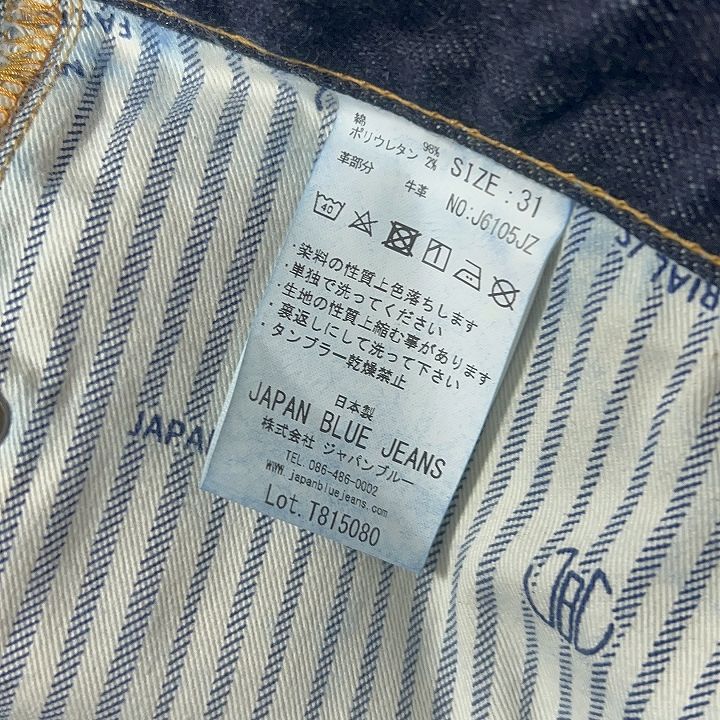 綿 98%
ポリウレタン 2%
革部分 牛革
SIZE : 31
NO:J6105JZ
40
・染料の性質上色落ちします
・単独で洗ってください
・生地の性質上縮む事があります
・裏返しにして洗って下さい
・タンブラー乾燥禁止
日本製
JAPAN BLUE JEANS
株式会社 ジャパンブルー
TEL. 086-486-0002
www.japanbluejeans.com
Lot. T815080
JAPAN
JBC